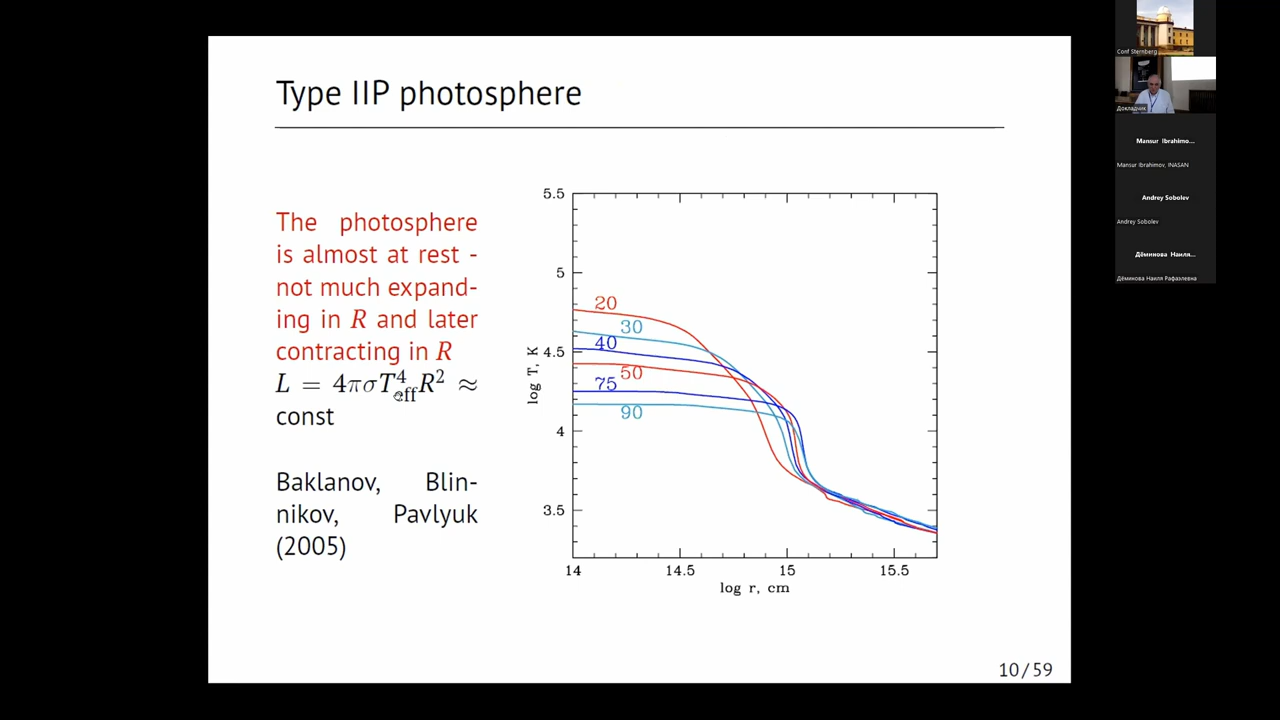 Type IIP photosphere
The photosphere
is almost at rest -
not much expand-
ing in R and later
contracting in R
L = 4πσT⁴effR² ≈
const
Baklanov, Blin-
nikov, Pavlyuk
(2005)
5.5
5
4.5
4
3.5
log T, K
20
30
40
50
75
90
14 14.5 15 15.5
log r, cm
10/59
Conf Sternberg
Докладчик
Mansur Ibrahimo...
Mansur Ibrahimov, INASAN
Andrey Sobolev
Andrey Sobolev
Дёминова Наиля...
Дёминова Наиля Рафаэлевна